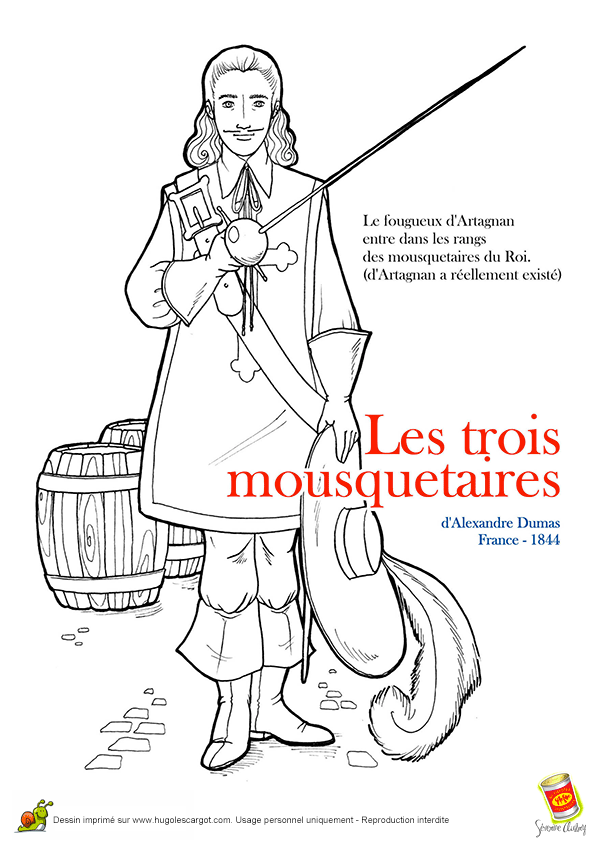 Le fougueux d'Artagnan
entre dans les rangs
des mousquetaires du Roi.
(d'Artagnan a réellement existé)
Les trois
mousquetaires
d'Alexandre Dumas
France - 1844
Dessin imprimé sur www.hugolescargot.com. Usage personnel uniquement - Reproduction interdite